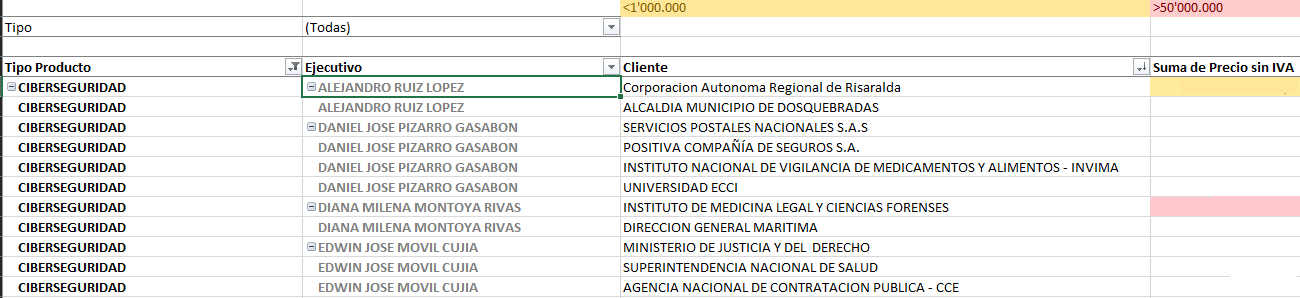 <1'000.000 >50'000.000
Tipo (Todas)
Tipo Producto Ejecutivo Cliente Suma de Precio sin IVA
CIBERSEGURIDAD ALEJANDRO RUIZ LOPEZ Corporacion Autonoma Regional de Risaralda
CIBERSEGURIDAD ALEJANDRO RUIZ LOPEZ ALCALDIA MUNICIPIO DE DOSQUEBRADAS
CIBERSEGURIDAD DANIEL JOSE PIZARRO GASABON SERVICIOS POSTALES NACIONALES S.A.S
CIBERSEGURIDAD DANIEL JOSE PIZARRO GASABON POSITIVA COMPAÑÍA DE SEGUROS S.A.
CIBERSEGURIDAD DANIEL JOSE PIZARRO GASABON INSTITUTO NACIONAL DE VIGILANCIA DE MEDICAMENTOS Y ALIMENTOS - INVIMA
CIBERSEGURIDAD DANIEL JOSE PIZARRO GASABON UNIVERSIDAD ECCI
CIBERSEGURIDAD DIANA MILENA MONTOYA RIVAS INSTITUTO DE MEDICINA LEGAL Y CIENCIAS FORENSES
CIBERSEGURIDAD DIANA MILENA MONTOYA RIVAS DIRECCION GENERAL MARITIMA
CIBERSEGURIDAD EDWIN JOSE MOVIL CUJIA MINISTERIO DE JUSTICIA Y DEL DERECHO
CIBERSEGURIDAD EDWIN JOSE MOVIL CUJIA SUPERINTENDENCIA NACIONAL DE SALUD
CIBERSEGURIDAD EDWIN JOSE MOVIL CUJIA AGENCIA NACIONAL DE CONTRATACION PUBLICA - CCE